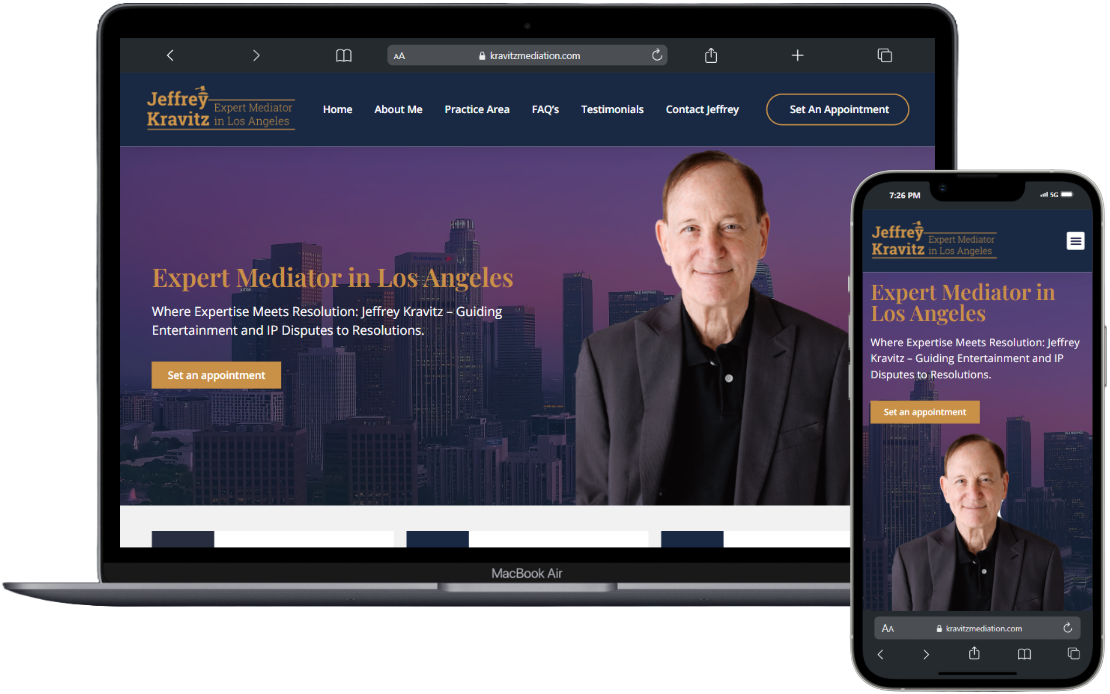 AA kravitzmediation.com
Jeffrey
Kravitz
Expert Mediator
in Los Angeles
Home About Me Practice Area FAQ's Testimonials Contact Jeffrey Set An Appointment
Expert Mediator in Los Angeles
Where Expertise Meets Resolution: Jeffrey Kravitz – Guiding
Entertainment and IP Disputes to Resolutions.
Set an appointment
MacBook Air
7:26 PM 5G
Jeffrey
Kravitz
Expert Mediator
in Los Angeles
Expert Mediator in
Los Angeles
Where Expertise Meets Resolution: Jeffrey
Kravitz – Guiding Entertainment and IP
Disputes to Resolutions.
Set an appointment
AA kravitzmediation.com